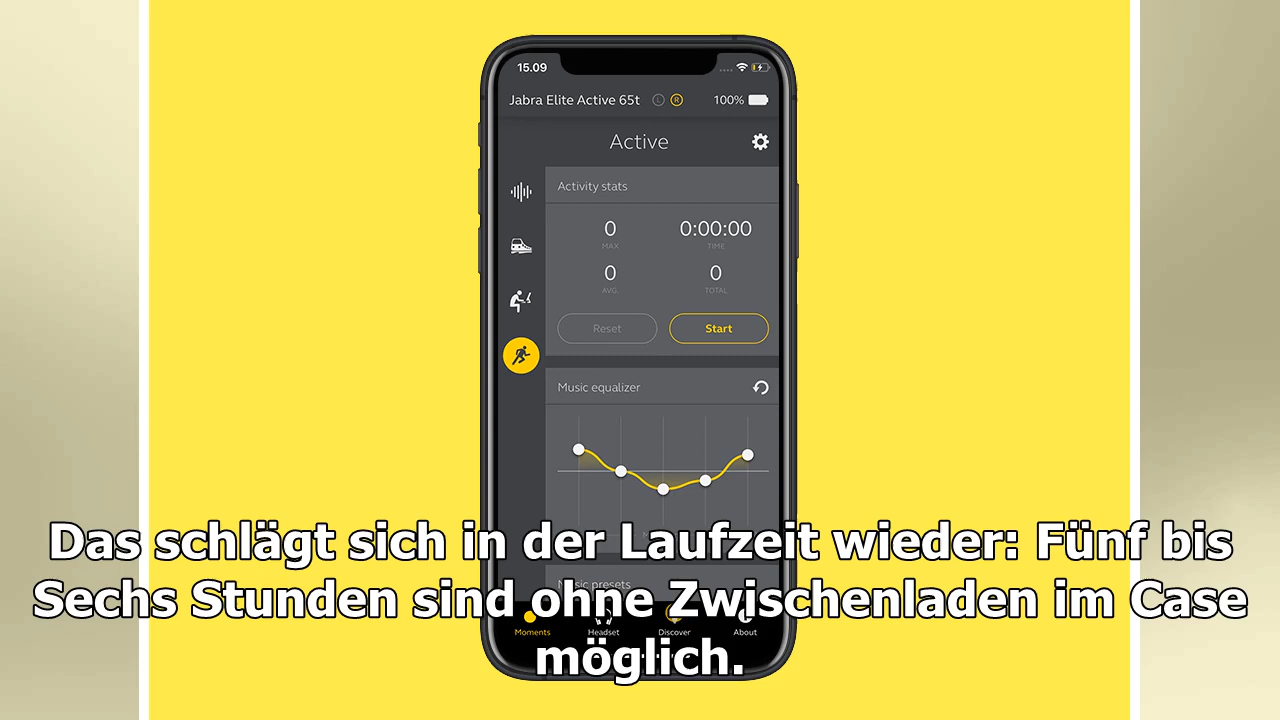 15.09
Jabra Elite Active 65t L R 100%
Active
Activity stats
0 0:00:00
MAX TIME
0 0
AVG. TOTAL
Reset Start
Music equalizer
Das schlägt sich in der Laufzeit wieder: Fünf bis
Music presets
Sechs Stunden sind ohne Zwischenladen im Case
Moments Headset Discover About
möglich.